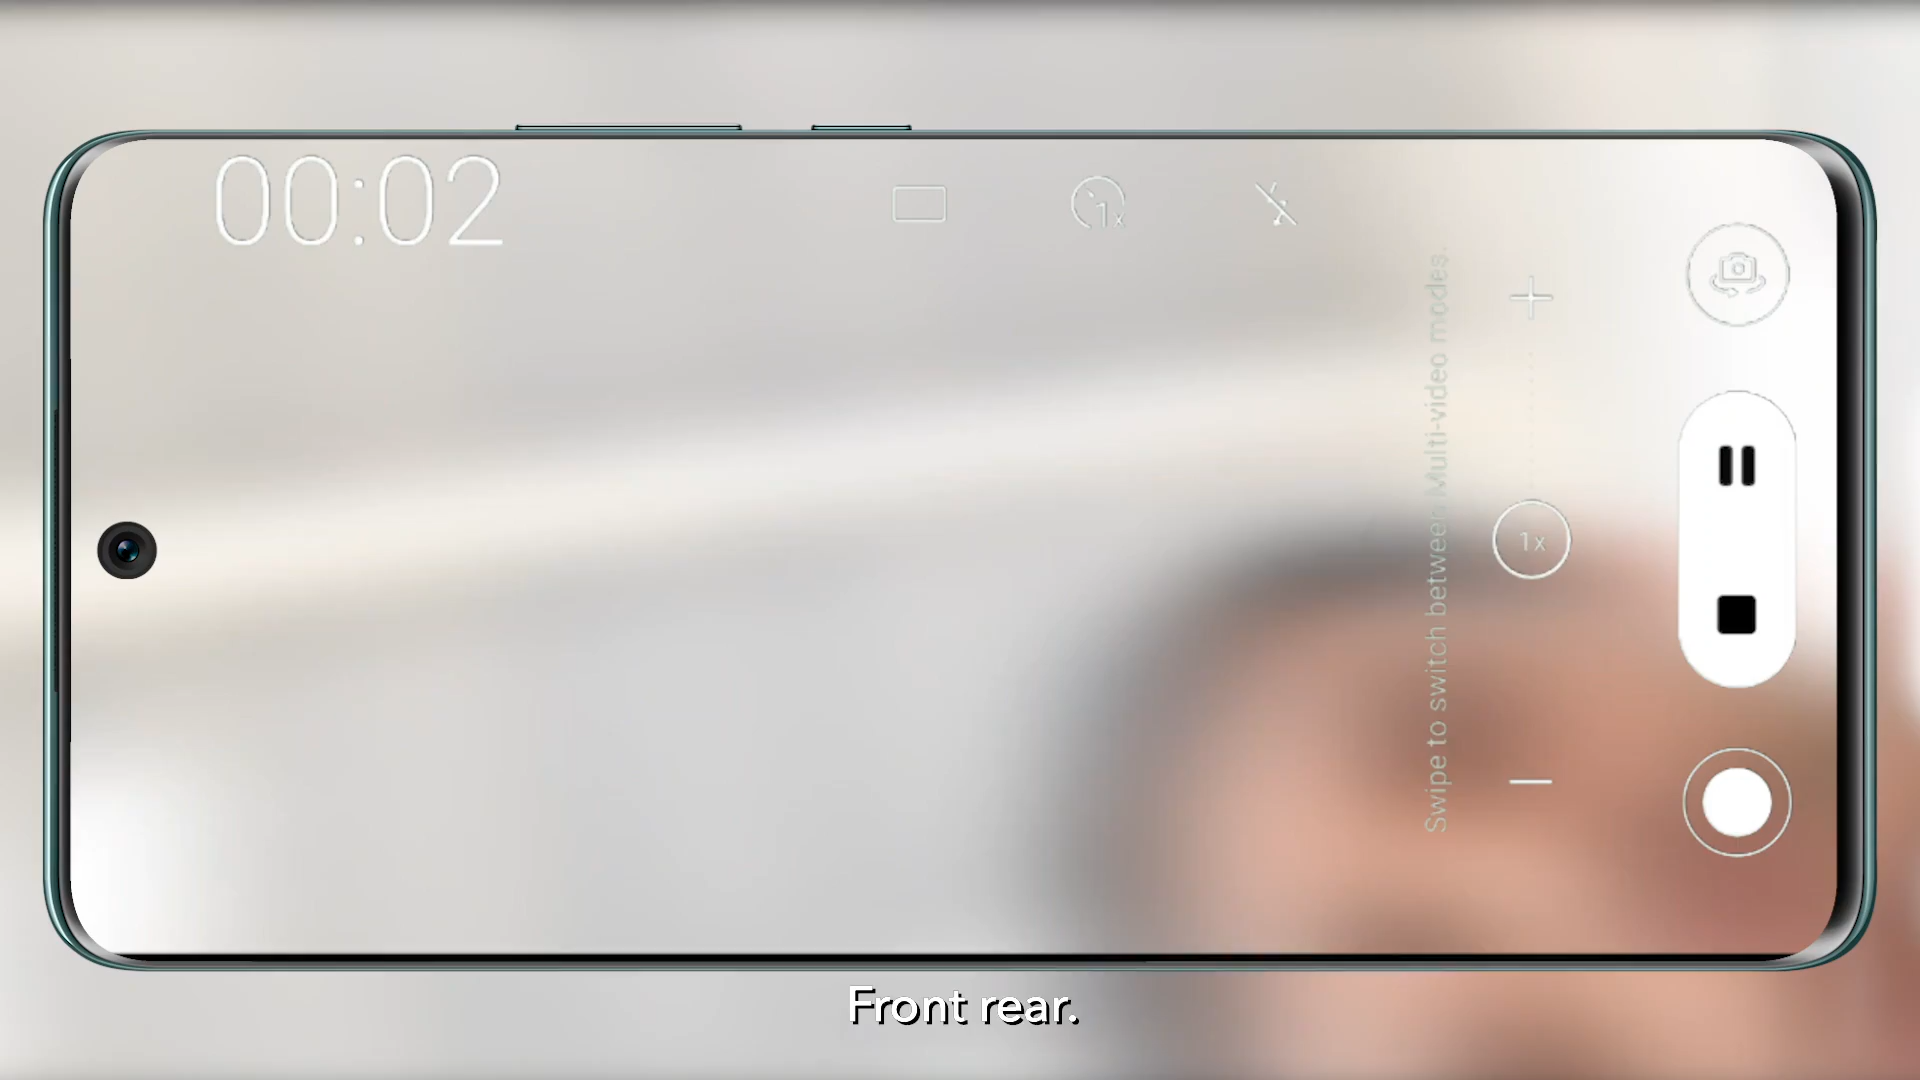 00:02
1x
Swipe to switch between Multi-video modes.
1x
Front rear.